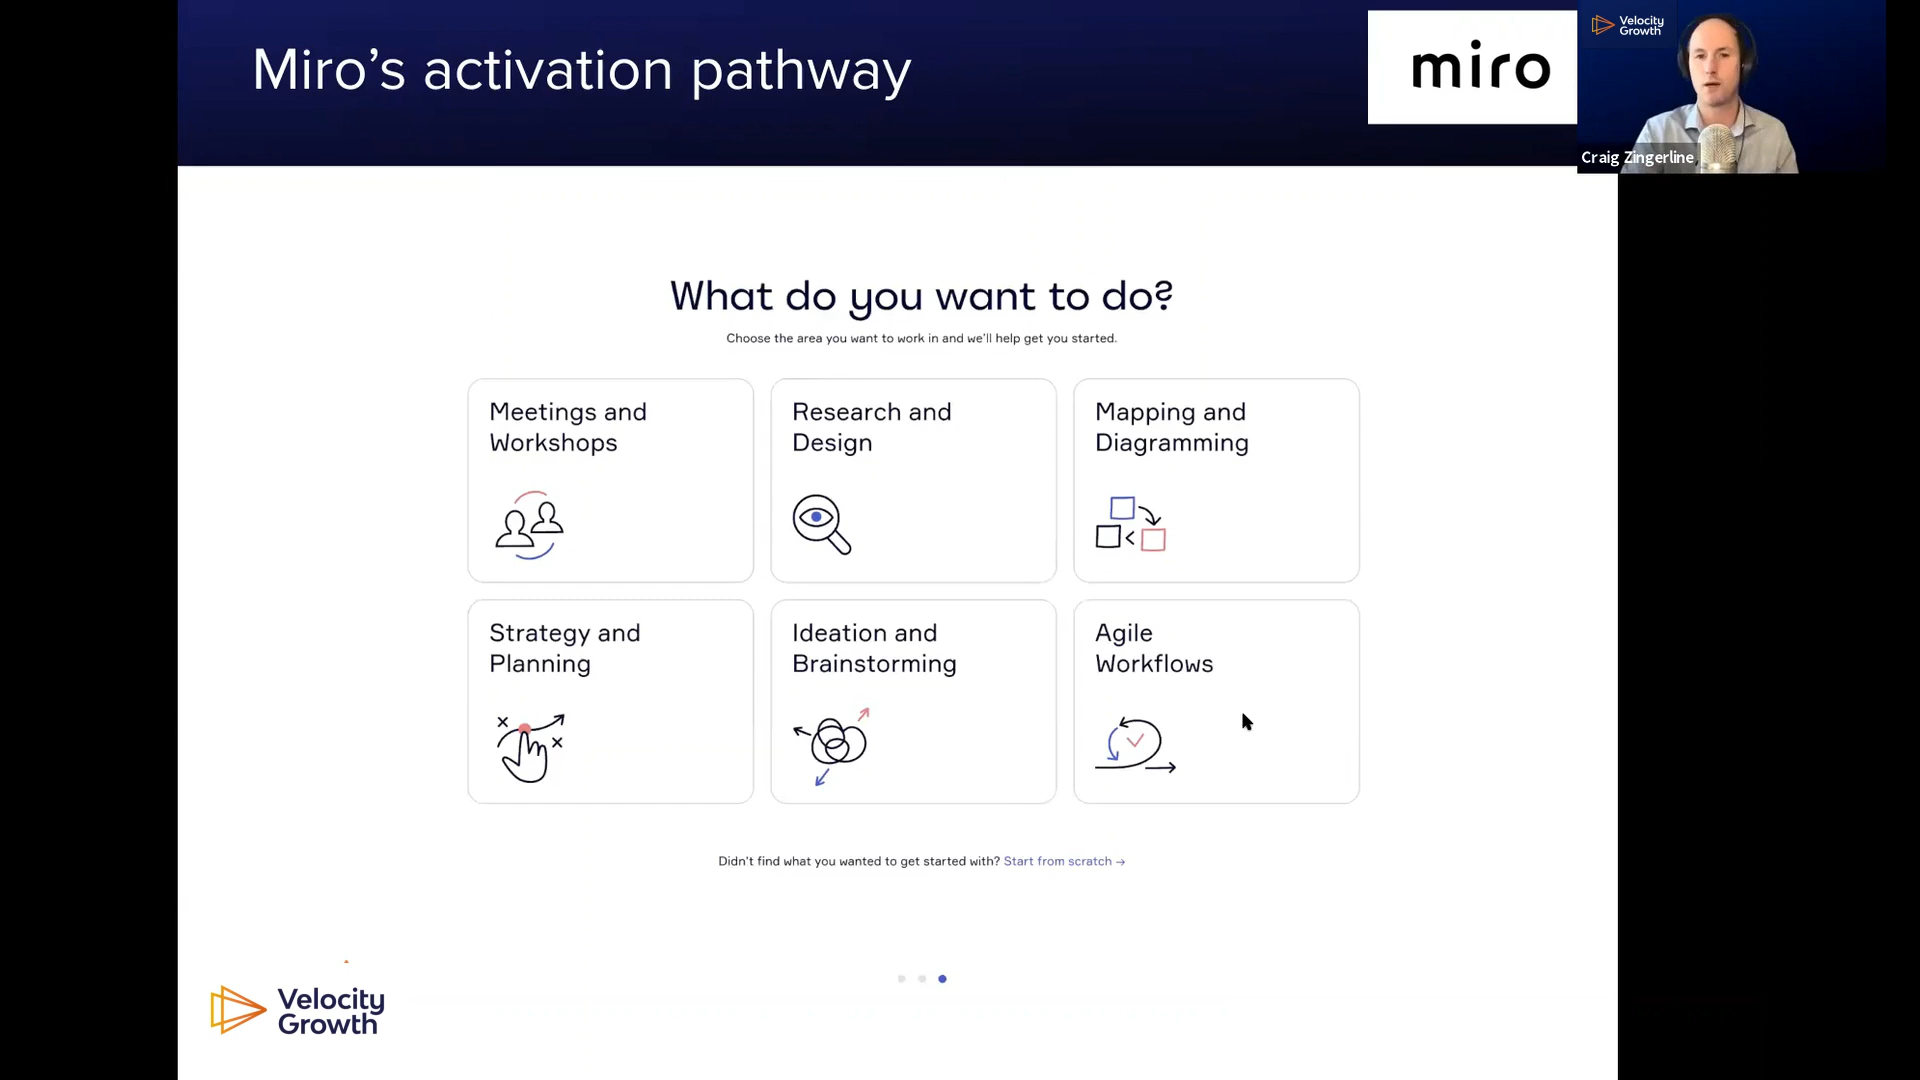 Miro’s activation pathway
miro
Velocity
Growth
Craig Zingerline
What do you want to do?
Choose the area you want to work in and we'll help get you started.
Meetings and
Workshops
Research and
Design
Mapping and
Diagramming
Strategy and
Planning
Ideation and
Brainstorming
Agile
Workflows
Didn't find what you wanted to get started with? Start from scratch →
Velocity
Growth